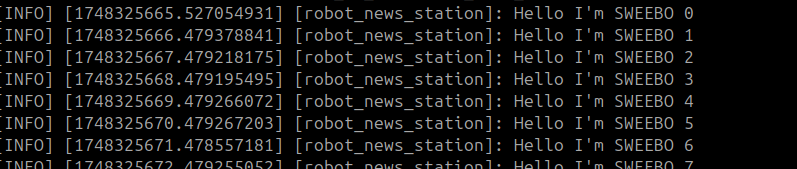 [INFO] [1748325665.527054931] [robot_news_station]: Hello I'm SWEEBO 0
[INFO] [1748325666.479378841] [robot_news_station]: Hello I'm SWEEBO 1
[INFO] [1748325667.479218175] [robot_news_station]: Hello I'm SWEEBO 2
[INFO] [1748325668.479195495] [robot_news_station]: Hello I'm SWEEBO 3
[INFO] [1748325669.479266072] [robot_news_station]: Hello I'm SWEEBO 4
[INFO] [1748325670.479267203] [robot_news_station]: Hello I'm SWEEBO 5
[INFO] [1748325671.478557181] [robot_news_station]: Hello I'm SWEEBO 6
[INFO] [1748325672.479255052] [robot_news_station]: Hello I'm SWEEBO 7